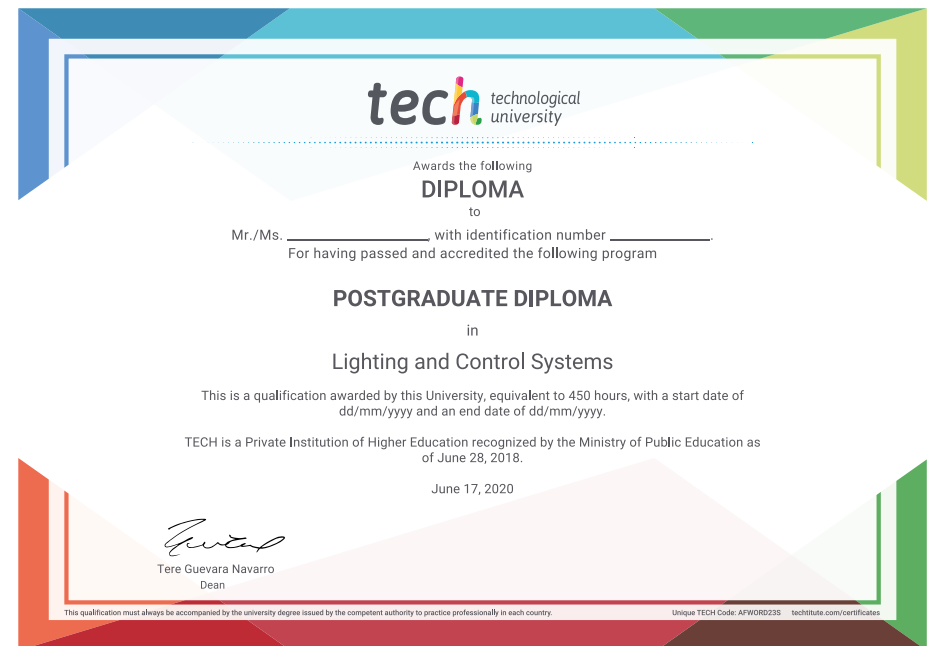 tech technological
university
Awards the following
DIPLOMA
to
Mr./Ms. ____________________, with identification number ______________.
For having passed and accredited the following program
POSTGRADUATE DIPLOMA
in
Lighting and Control Systems
This is a qualification awarded by this University, equivalent to 450 hours, with a start date of
dd/mm/yyyy and an end date of dd/mm/yyyy.
TECH is a Private Institution of Higher Education recognized by the Ministry of Public Education as
of June 28, 2018.
June 17, 2020
Tere Guevara Navarro
Dean
This qualification must always be accompanied by the university degree issued by the competent authority to practice professionally in each country.
Unique TECH Code: AFWORD23S techtitute.com/certificates